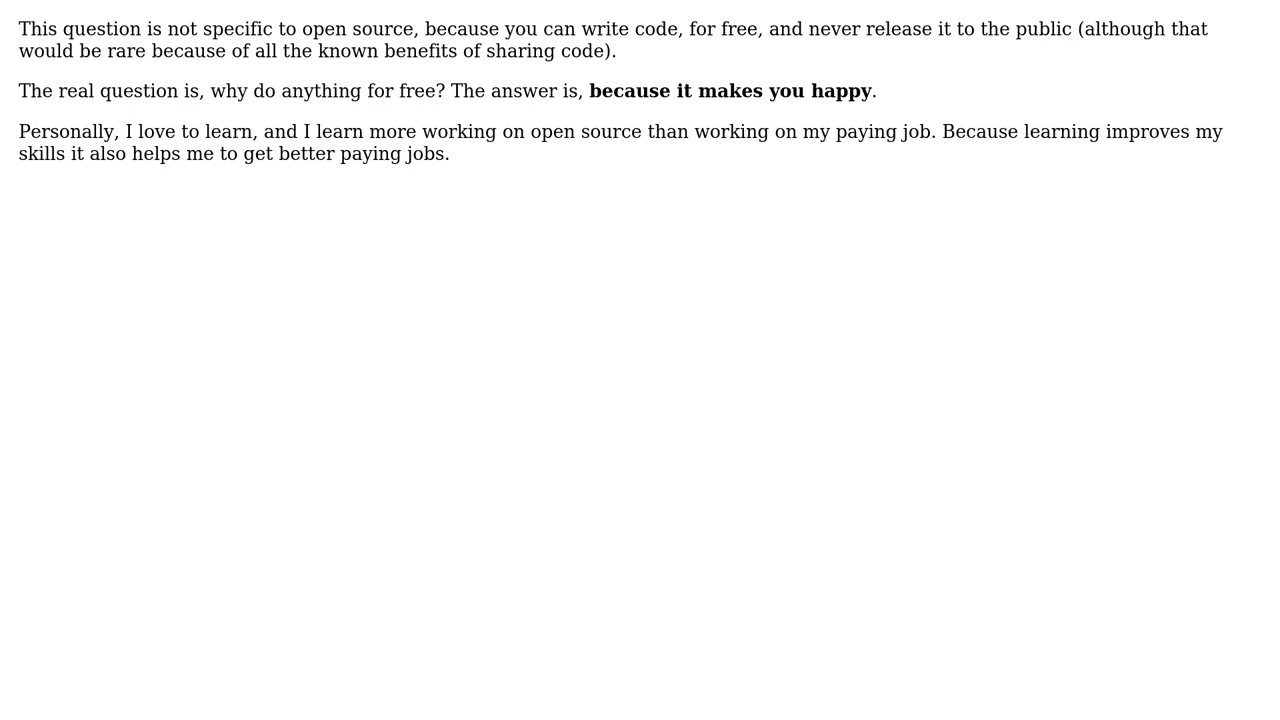 This question is not specific to open source, because you can write code, for free, and never release it to the public (although that
would be rare because of all the known benefits of sharing code).
The real question is, why do anything for free? The answer is, because it makes you happy.
Personally, I love to learn, and I learn more working on open source than working on my paying job. Because learning improves my
skills it also helps me to get better paying jobs.